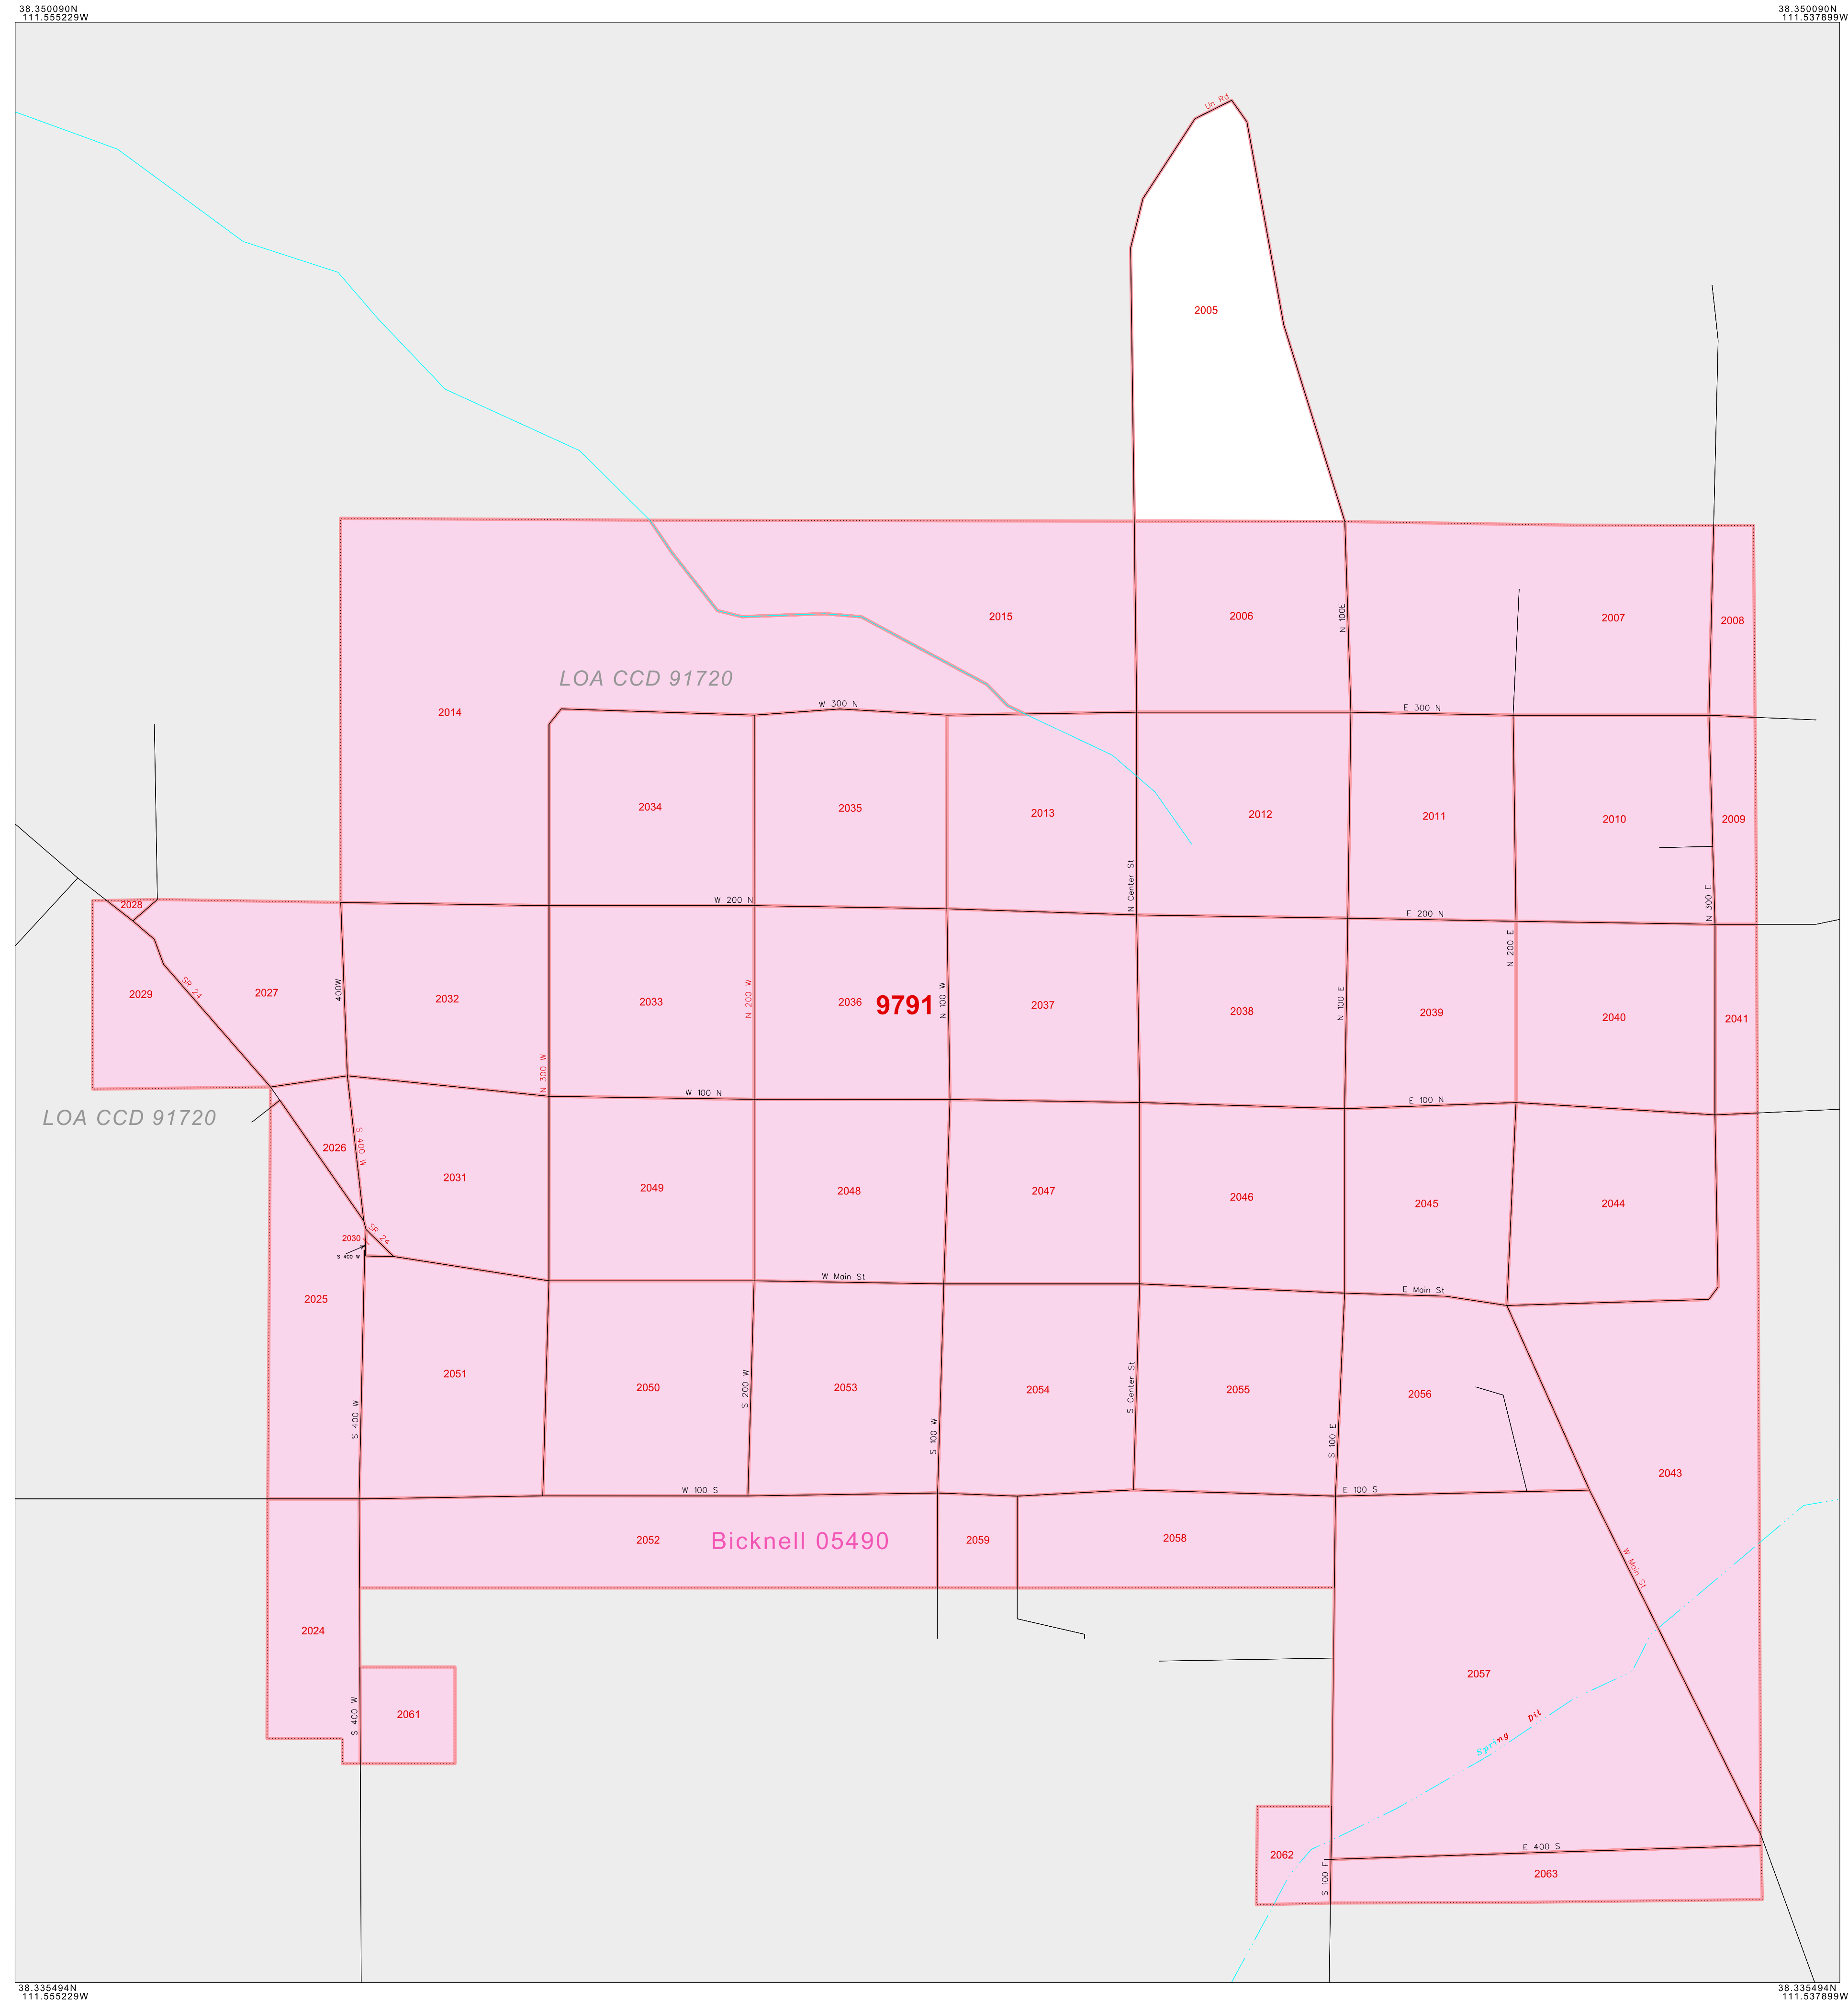 38.350090N
111.555229W
38.350090N
111.537899W
Un Rd
2005
2015
2006
N 100E
2007
2008
LOA CCD 91720
2014
W 300 N
E 300 N
2034
2035
2013
2012
2011
2010
2009
N Center St
N 300 E
2028
W 200 N
E 200 N
N 200 E
2029
SR 24
2027
400W
2032
2033
N 200 W
2036
9791
N 100 W
2037
2038
N 100 E
2039
2040
2041
N 300 W
W 100 N
E 100 N
LOA CCD 91720
2026
S 400 W
2031
2049
2048
2047
2046
2045
2044
2030
SR 24
S 400 W
W Main St
E Main St
2025
2051
2050
S 200 W
2053
2054
S Center St
2055
2056
S 400 W
S 100 W
S 100 E
2043
W 100 S
E 100 S
2052
Bicknell 05490
2059
2058
W Main St
2024
2057
S 400 W
2061
Spring Dit
2062
E 400 S
S 100 E
2063
38.335494N
111.555229W
38.335494N
111.537899W